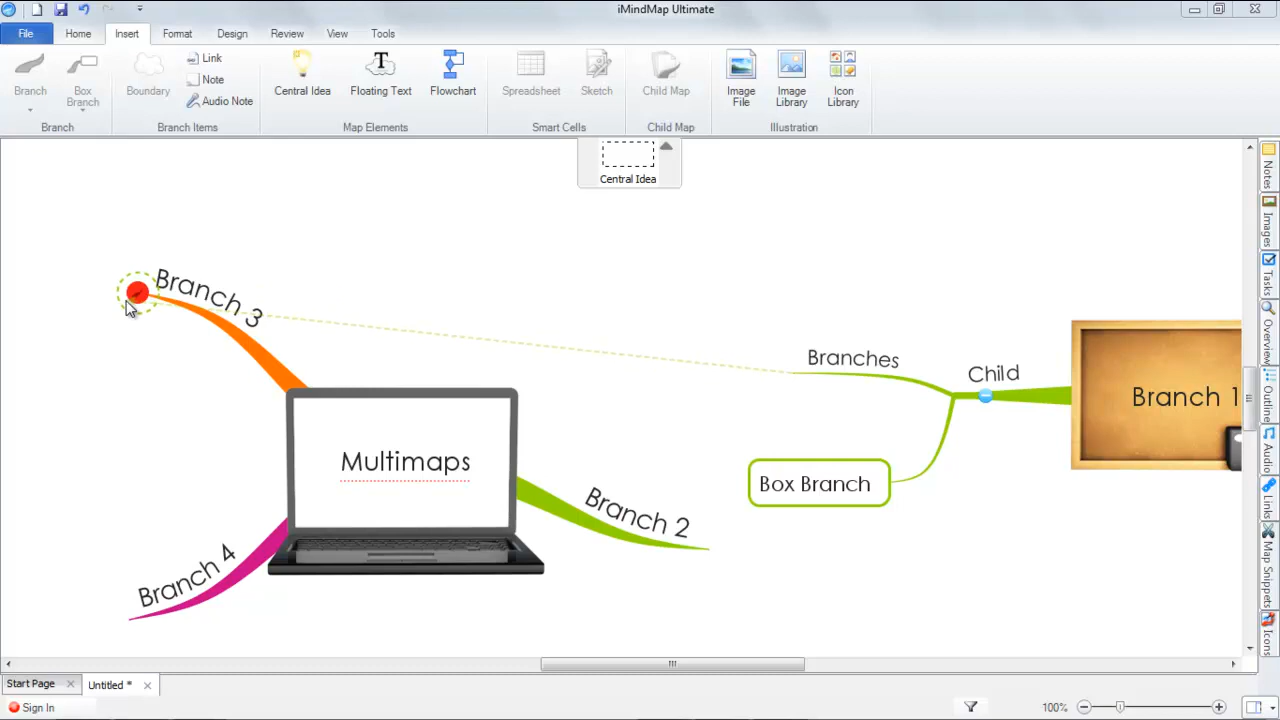 iMindMap Ultimate
File Home Insert Format Design Review View Tools
Branch
Box Branch
Boundary
Link
Note
Audio Note
Central Idea
Floating Text
Flowchart
Spreadsheet
Sketch
Child Map
Image File
Image Library
Icon Library
Branch
Branch Items
Map Elements
Smart Cells
Child Map
Illustration
Central Idea
Notes
Images
Tasks
Overview
Outline
Audio
Links
Map Snippets
Icons
Branch 3
Branches
Child
Branch 1
Multimaps
Box Branch
Branch 2
Branch 4
Start Page
Untitled *
Sign In
100%